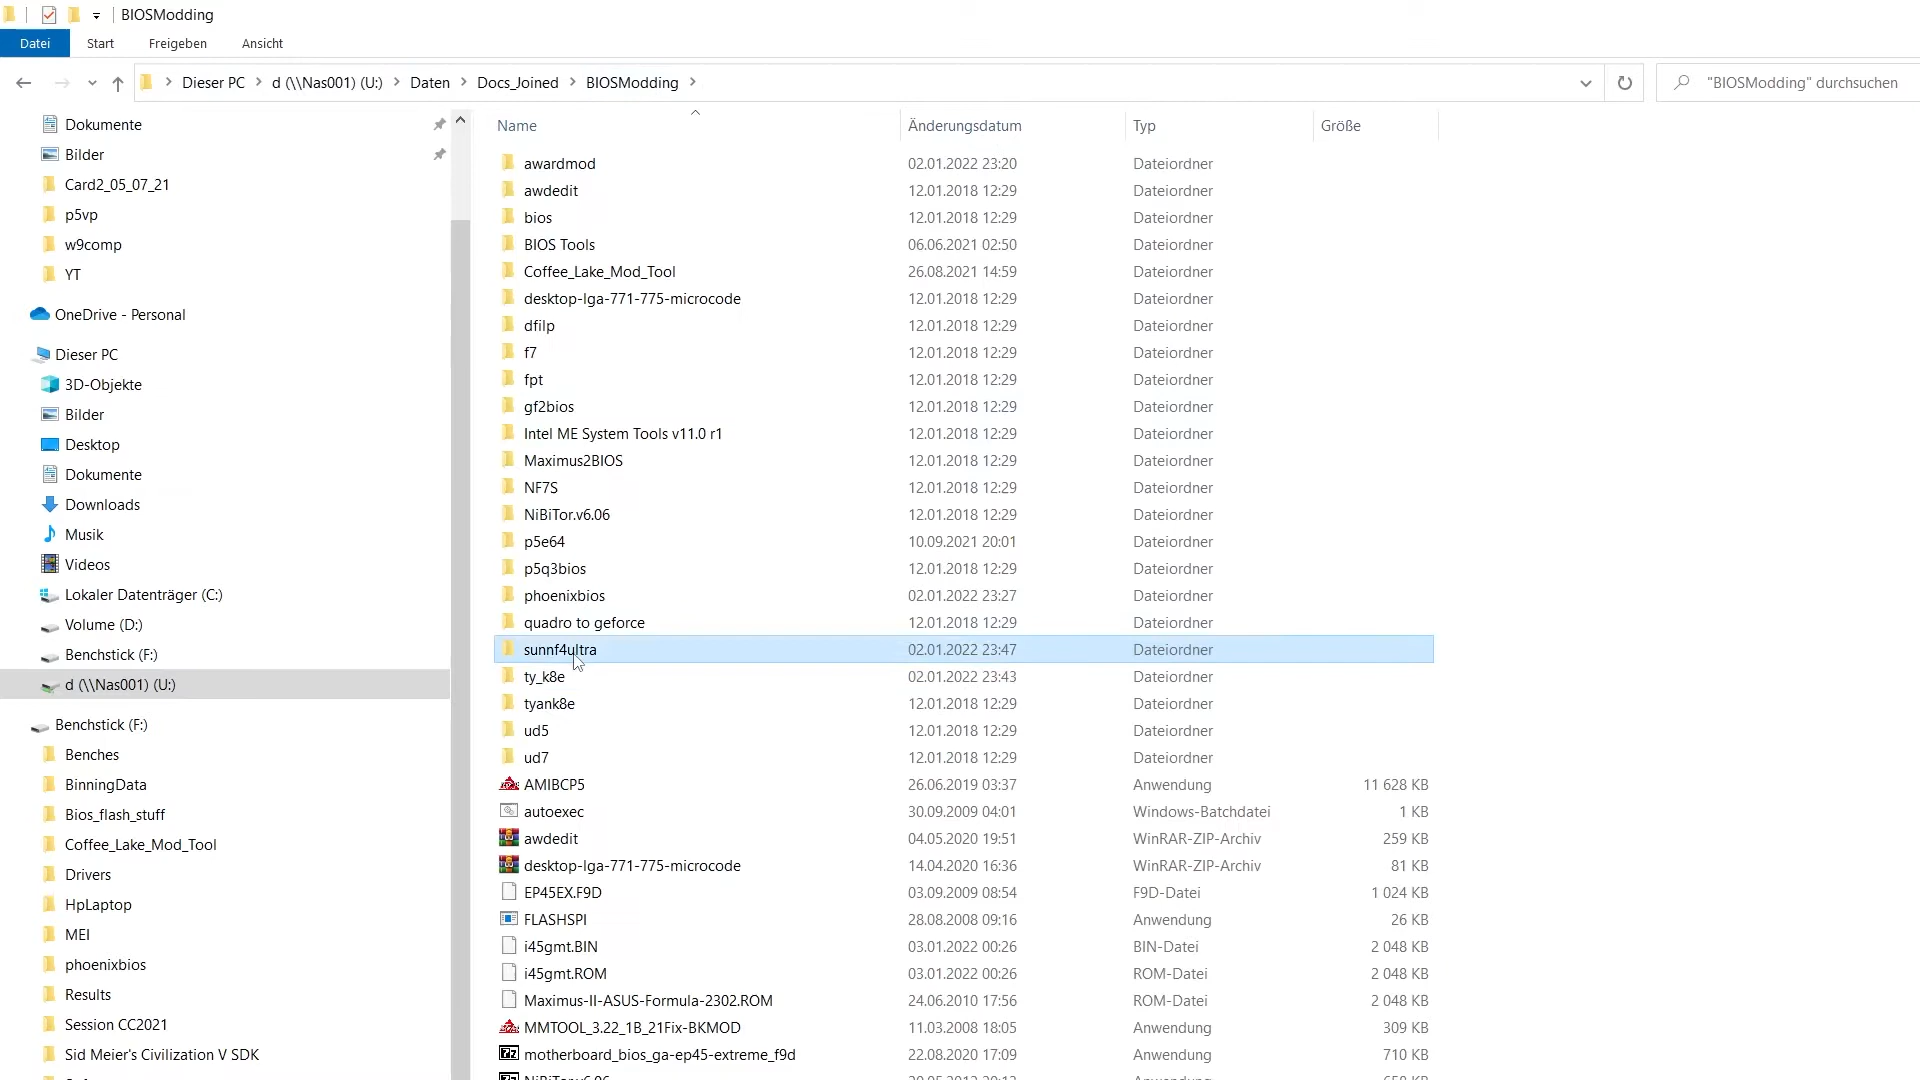 BIOSModding
Datei Start Freigeben Ansicht
Dieser PC d (\\Nas001) (U:) Daten Docs_Joined BIOSModding "BIOSModding" durchsuchen
Name Änderungsdatum Typ Größe
Dokumente
Bilder
Card2_05_07_21
p5vp
w9comp
YT
OneDrive - Personal
Dieser PC
3D-Objekte
Bilder
Desktop
Dokumente
Downloads
Musik
Videos
Lokaler Datenträger (C:)
Volume (D:)
Benchstick (F:)
d (\\Nas001) (U:)
Benchstick (F:)
Benches
BinningData
Bios_flash_stuff
Coffee_Lake_Mod_Tool
Drivers
HpLaptop
MEI
phoenixbios
Results
Session CC2021
Sid Meier's Civilization V SDK
awardmod 02.01.2022 23:20 Dateiordner
awdedit 12.01.2018 12:29 Dateiordner
bios 12.01.2018 12:29 Dateiordner
BIOS Tools 06.06.2021 02:50 Dateiordner
Coffee_Lake_Mod_Tool 26.08.2021 14:59 Dateiordner
desktop-lga-771-775-microcode 12.01.2018 12:29 Dateiordner
dfilp 12.01.2018 12:29 Dateiordner
f7 12.01.2018 12:29 Dateiordner
fpt 12.01.2018 12:29 Dateiordner
gf2bios 12.01.2018 12:29 Dateiordner
Intel ME System Tools v11.0 r1 12.01.2018 12:29 Dateiordner
Maximus2BIOS 12.01.2018 12:29 Dateiordner
NF7S 12.01.2018 12:29 Dateiordner
NiBiTor.v6.06 12.01.2018 12:29 Dateiordner
p5e64 10.09.2021 20:01 Dateiordner
p5q3bios 12.01.2018 12:29 Dateiordner
phoenixbios 02.01.2022 23:27 Dateiordner
quadro to geforce 12.01.2018 12:29 Dateiordner
sunnf4ultra 02.01.2022 23:47 Dateiordner
ty_k8e 02.01.2022 23:43 Dateiordner
tyank8e 12.01.2018 12:29 Dateiordner
ud5 12.01.2018 12:29 Dateiordner
ud7 12.01.2018 12:29 Dateiordner
AMIBCP5 26.06.2019 03:37 Anwendung 11 628 KB
autoexec 30.09.2009 04:01 Windows-Batchdatei 1 KB
awdedit 04.05.2020 19:51 WinRAR-ZIP-Archiv 259 KB
desktop-lga-771-775-microcode 14.04.2020 16:36 WinRAR-ZIP-Archiv 81 KB
EP45EX.F9D 03.09.2009 08:54 F9D-Datei 1 024 KB
FLASHSPI 28.08.2008 09:16 Anwendung 26 KB
i45gmt.BIN 03.01.2022 00:26 BIN-Datei 2 048 KB
i45gmt.ROM 03.01.2022 00:26 ROM-Datei 2 048 KB
Maximus-II-ASUS-Formula-2302.ROM 24.06.2010 17:56 ROM-Datei 2 048 KB
MMTOOL_3.22_1B_21Fix-BKMOD 11.03.2008 18:05 Anwendung 309 KB
motherboard_bios_ga-ep45-extreme_f9d 22.08.2020 17:09 Anwendung 710 KB